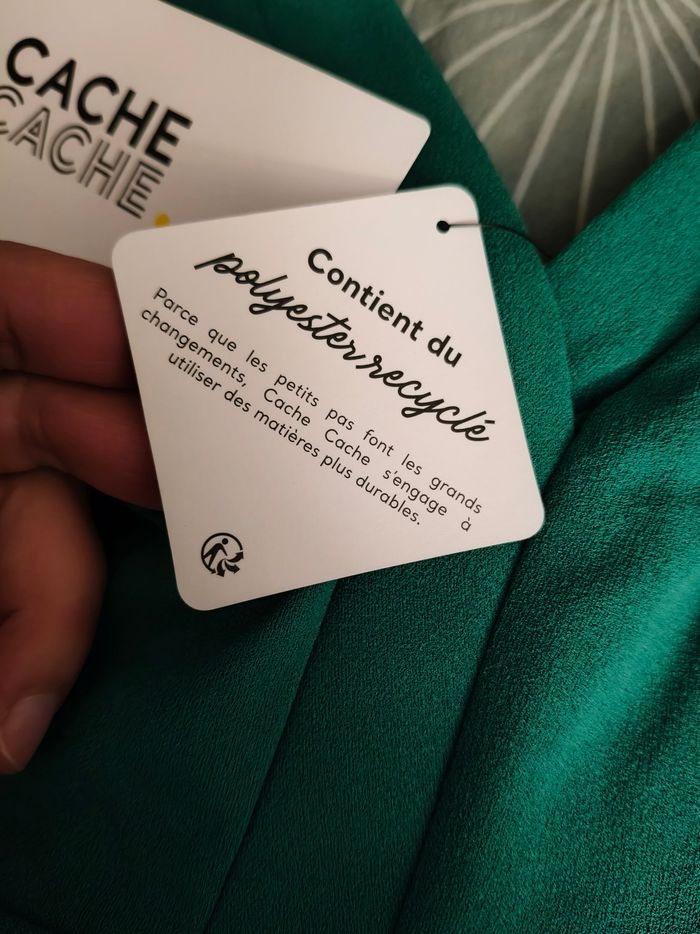 CACHE
CACHE.
Contient du
polyester recyclé
Parce que les petits pas font les grands
changements, Cache Cache s'engage à
utiliser des matières plus durables.